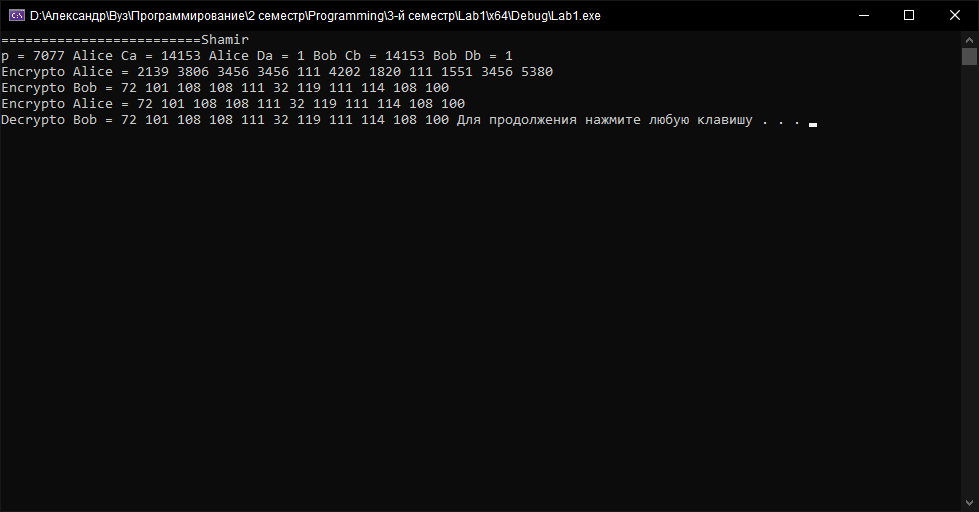 D:\Александр\Вуз\Программирование\2 семестр\Programming\3-й семестр\Lab1\x64\Debug\Lab1.exe
=========================Shamir
p = 7077 Alice Ca = 14153 Alice Da = 1 Bob Cb = 14153 Bob Db = 1
Encrypto Alice = 2139 3806 3456 3456 111 4202 1820 111 1551 3456 5380
Encrypto Bob = 72 101 108 108 111 32 119 111 114 108 100
Encrypto Alice = 72 101 108 108 111 32 119 111 114 108 100
Decrypto Bob = 72 101 108 108 111 32 119 111 114 108 100 Для продолжения нажмите любую клавишу . . .